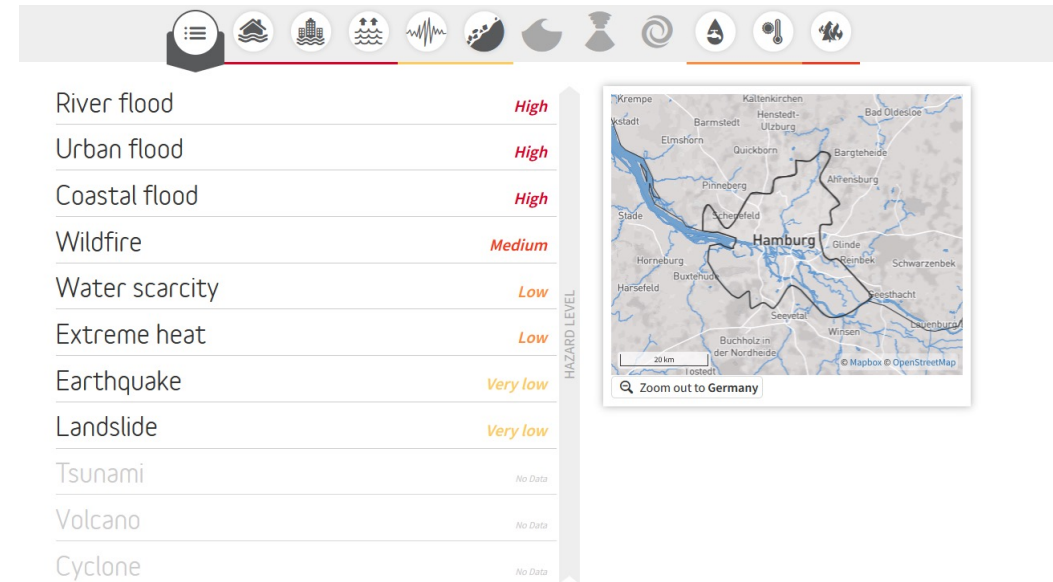 River flood High
Urban flood High
Coastal flood High
Wildfire Medium
Water scarcity Low
Extreme heat Low
Earthquake Very low
Landslide Very low
Tsunami No Data
Volcano No Data
Cyclone No Data
HAZARD LEVEL
Krempe Kaltenkirchen
kstadt Barmstedt Henstedt-Ulzburg Bad Oldesloe
Elmshorn
Quickborn Bargteheide
Pinneberg Ahrensburg
Stade Schenefeld
Hamburg Glinde
Horneburg Reinbek Schwarzenbek
Buxtehude
Harsefeld Geesthacht
Seevetal Lauenburg/
Winsen
Buchholz in der Nordheide
20 km
Tostedt
© Mapbox © OpenStreetMap
Zoom out to Germany